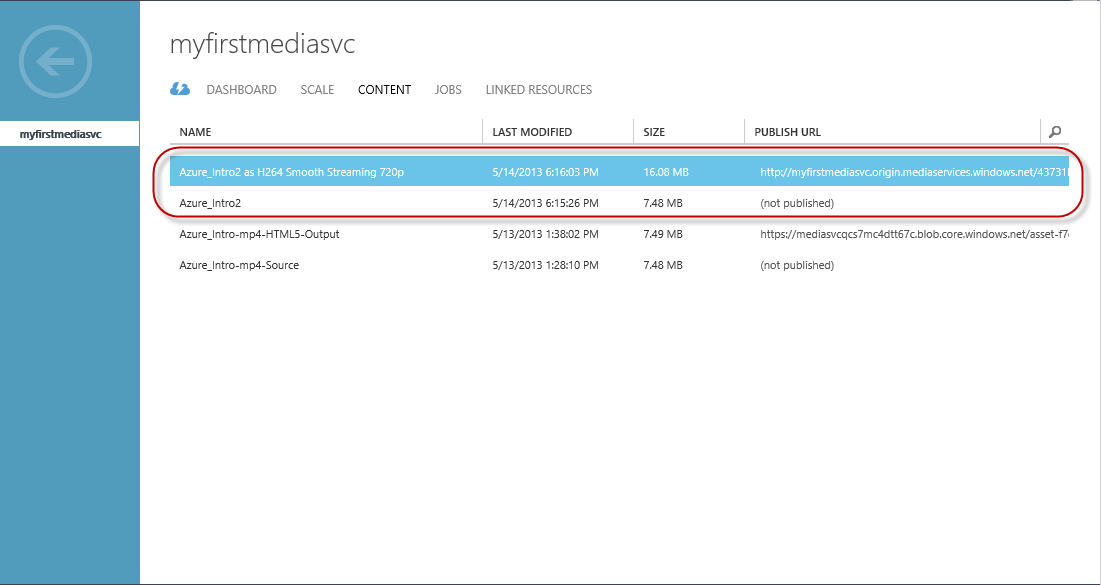 myfirstmediasvc
myfirstmediasvc
DASHBOARD SCALE CONTENT JOBS LINKED RESOURCES
NAME LAST MODIFIED SIZE PUBLISH URL
Azure_Intro2 as H264 Smooth Streaming 720p 5/14/2013 6:16:03 PM 16.08 MB http://myfirstmediasvc.origin.mediaservices.windows.net/43731
Azure_Intro2 5/14/2013 6:15:26 PM 7.48 MB (not published)
Azure_Intro-mp4-HTML5-Output 5/13/2013 1:38:02 PM 7.49 MB https://mediasvcqcs7mc4dtt67c.blob.core.windows.net/asset-f7
Azure_Intro-mp4-Source 5/13/2013 1:28:10 PM 7.48 MB (not published)